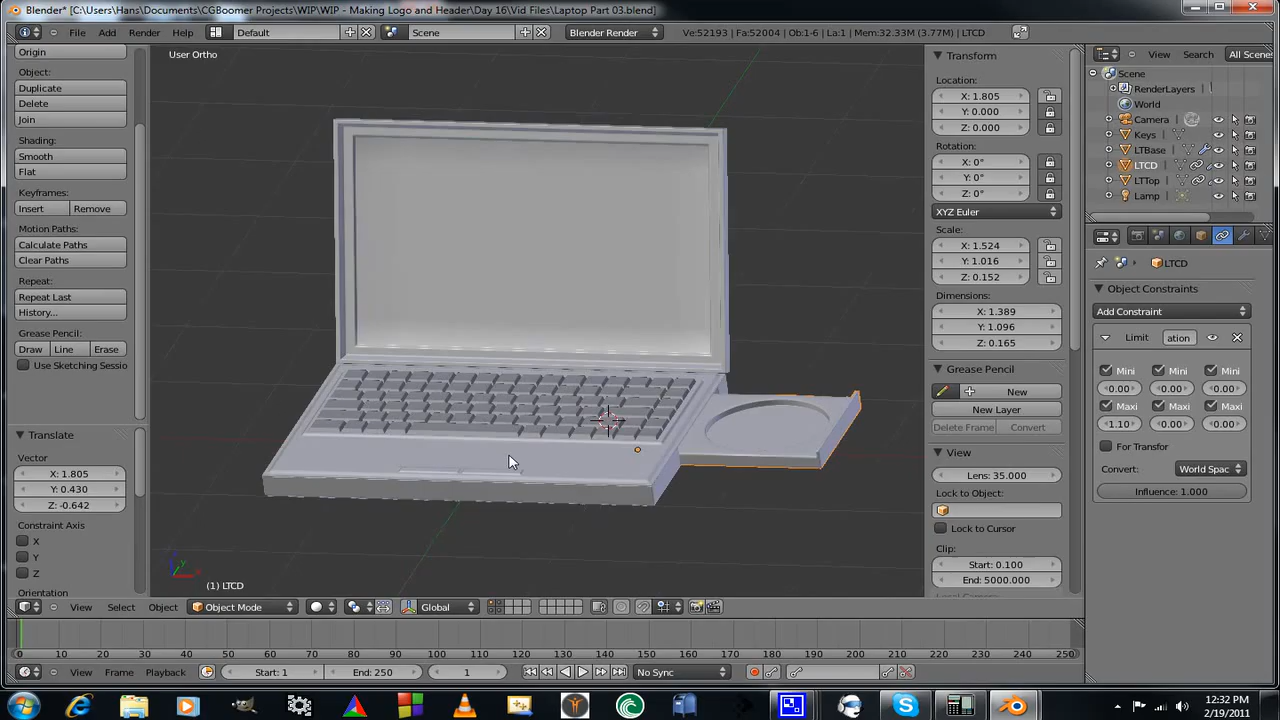 Blender* [C:\Users\Hans\Documents\CGBoomer Projects\WIP\WIP - Making Logo and Header\Day 16\Vid Files\Laptop Part 03.blend]
File Add Render Help Default Scene Blender Render Ve:52193 | Fa:52004 | Ob:1-6 | La:1 | Mem:32.33M (3.77M) | LTCD
Origin
Object:
Duplicate
Delete
Join
Shading:
Smooth
Flat
Keyframes:
Insert Remove
Motion Paths:
Calculate Paths
Clear Paths
Repeat:
Repeat Last
History...
Grease Pencil:
Draw Line Erase
Use Sketching Sessio
Translate
Vector
X: 1.805
Y: 0.430
Z: -0.642
Constraint Axis
X
Y
Z
Orientation
User Ortho
(1) LTCD
View Select Object Object Mode Global
Transform
Location:
X: 1.805
Y: 0.000
Z: 0.000
Rotation:
X: 0°
Y: 0°
Z: 0°
XYZ Euler
Scale:
X: 1.524
Y: 1.016
Z: 0.152
Dimensions:
X: 1.389
Y: 1.096
Z: 0.165
Grease Pencil
New
New Layer
Delete Frame Convert
View
Lens: 35.000
Lock to Object:
Lock to Cursor
Clip:
Start: 0.100
End: 5000.000
View Search All Scenes
Scene
RenderLayers
World
Camera
Keys
LTBase
LTCD
LTTop
Lamp
LTCD
Object Constraints
Add Constraint
Limit ation
Mini Mini Mini
0.00 0.00 0.00
Maxi Maxi Maxi
1.10 0.00 0.00
For Transfor
Convert: World Spac
Influence: 1.000
0 10 20 30 40 50 60 70 80 90 100 110 120 130 140 150 160 170 180 190 200 210 220 230 240 250
View Frame Playback Start: 1 End: 250 1 No Sync
12:32 PM
2/19/2011